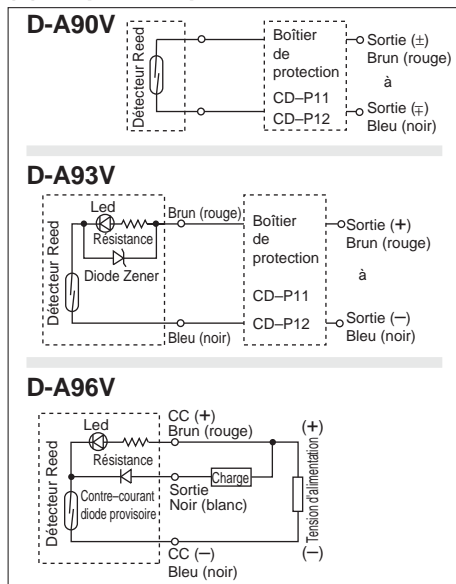 D-A90V
Détecteur Reed
Boîtier
de
protection
CD–P11
CD–P12
Sortie (±)
Brun (rouge)
à
Sortie (∓)
Bleu (noir)
D-A93V
Détecteur Reed
Led
Résistance
Diode Zener
Brun (rouge)
Bleu (noir)
Boîtier
de
protection
CD–P11
CD–P12
Sortie (+)
Brun (rouge)
à
Sortie (–)
Bleu (noir)
D-A96V
Détecteur Reed
Led
Résistance
Contre–courant
diode provisoire
CC (+)
Brun (rouge)
Charge
Sortie
Noir (blanc)
CC (–)
Bleu (noir)
(+)
Tension d'alimentation
(–)